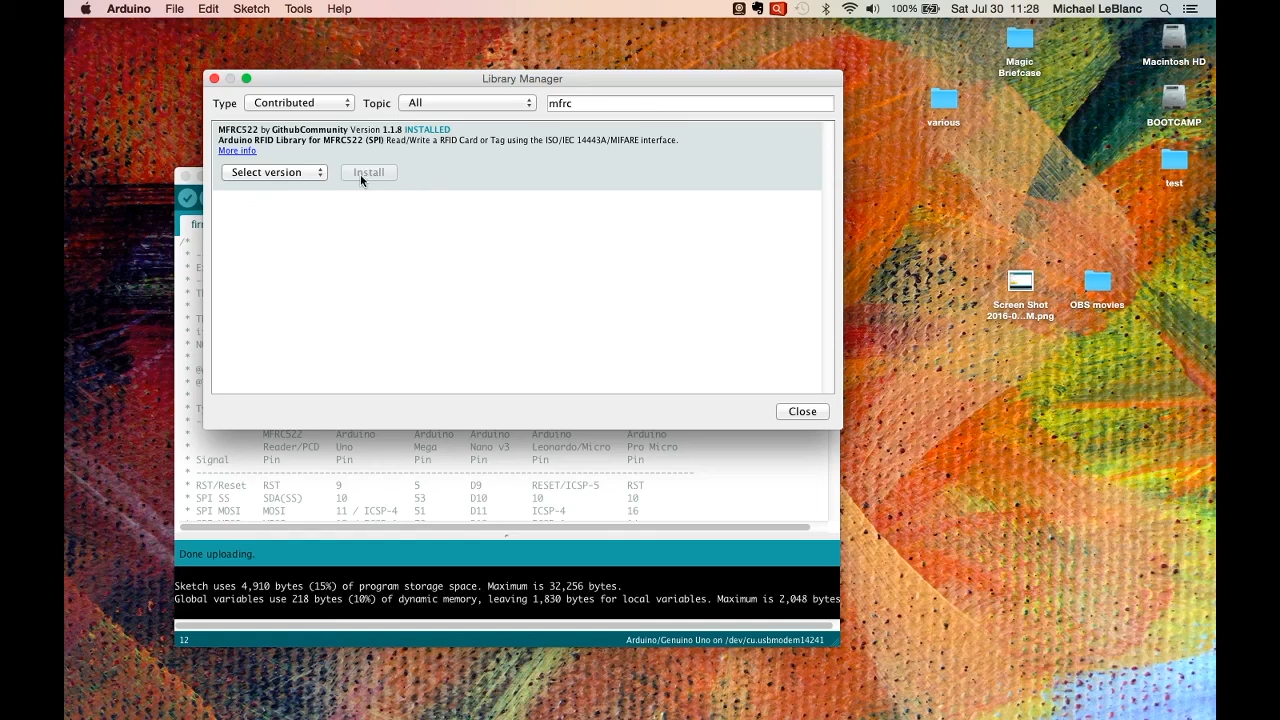 Arduino File Edit Sketch Tools Help 100% Sat Jul 30 11:28 Michael LeBlanc
Library Manager
Type Contributed Topic All mfrc
MFRC522 by GithubCommunity Version 1.1.8 INSTALLED
Arduino RFID Library for MFRC522 (SPI) Read/Write a RFID Card or Tag using the ISO/IEC 14443A/MIFARE interface.
More info
Select version Install
Close
Magic
Briefcase
Macintosh HD
various
BOOTCAMP
test
Screen Shot
2016-0...M.png
OBS movies
/*
* MFRC522 Arduino Arduino Arduino Arduino Arduino
* Reader/PCD Uno Mega Nano v3 Leonardo/Micro Pro Micro
* Signal Pin Pin Pin Pin Pin Pin
* RST/Reset RST 9 5 D9 RESET/ICSP-5 RST
* SPI SS SDA(SS) 10 53 D10 10 10
* SPI MOSI MOSI 11 / ICSP-4 51 D11 ICSP-4 16
Done uploading.
Sketch uses 4,910 bytes (15%) of program storage space. Maximum is 32,256 bytes.
Global variables use 218 bytes (10%) of dynamic memory, leaving 1,830 bytes for local variables. Maximum is 2,048 bytes
12 Arduino/Genuino Uno on /dev/cu.usbmodem14241